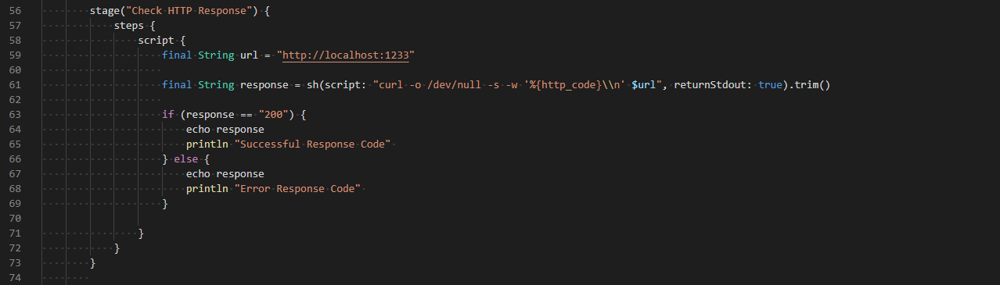 56 stage("Check HTTP Response") {
57 steps {
58 script {
59 final String url = "http://localhost:1233"
60
61 final String response = sh(script: "curl -o /dev/null -s -w '%{http_code}\\n' $url", returnStdout: true).trim()
62
63 if (response == "200") {
64 echo response
65 println "Successful Response Code"
66 } else {
67 echo response
68 println "Error Response Code"
69 }
70
71 }
72 }
73 }
74